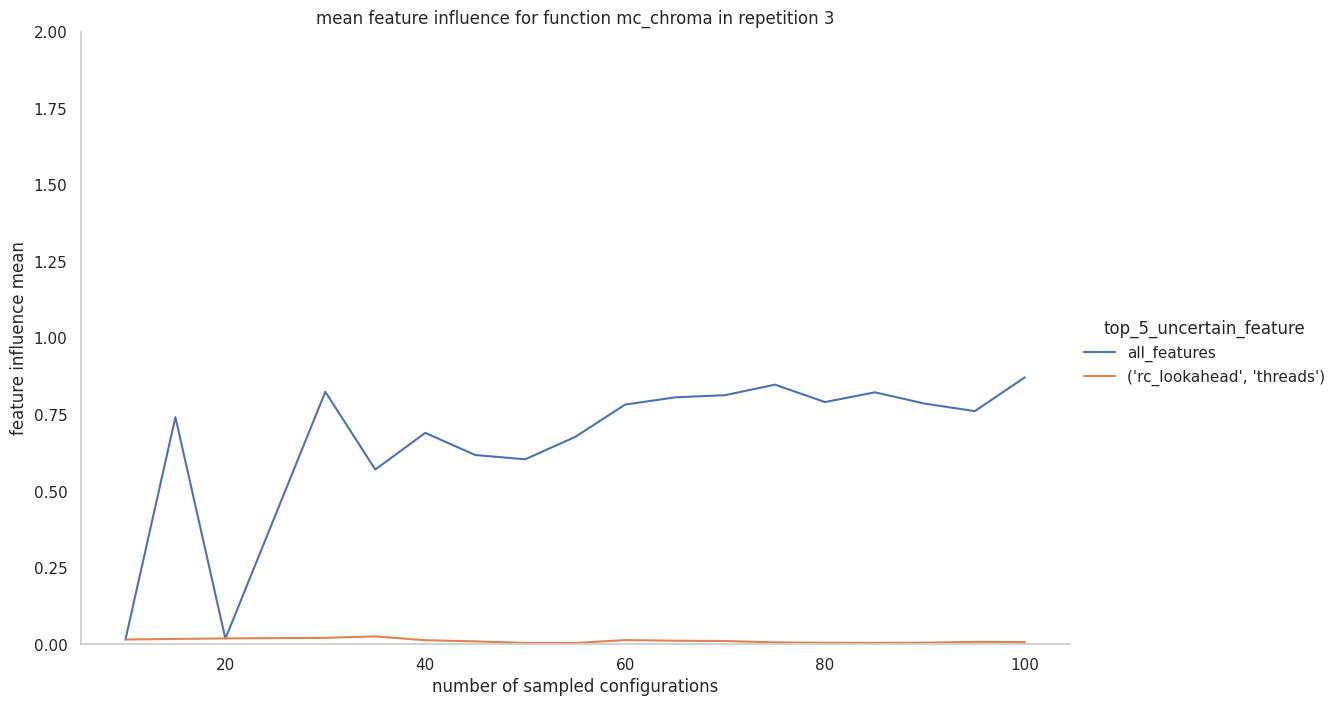 mean feature influence for function mc_chroma in repetition 3
2.00
1.75
1.50
1.25
1.00
0.75
0.50
0.25
0.00
feature influence mean
20 40 60 80 100
number of sampled configurations
top_5_uncertain_feature
all_features
('rc_lookahead', 'threads')